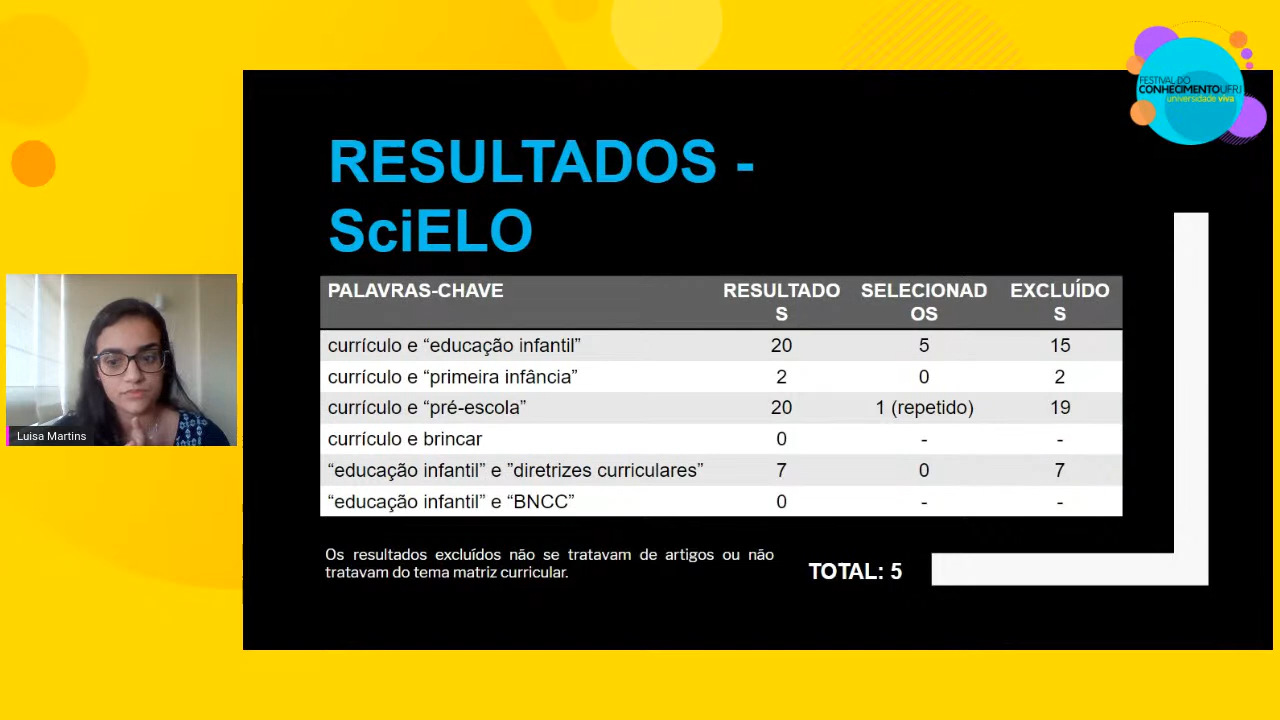 FESTIVAL DO
CONHECIMENTO UFRJ
universidade viva
RESULTADOS -
SciELO
PALAVRAS-CHAVE RESULTADO SELECIONAD EXCLUÍDO
S OS S
currículo e “educação infantil” 20 5 15
currículo e “primeira infância” 2 0 2
currículo e “pré-escola” 20 1 (repetido) 19
currículo e brincar 0 - -
“educação infantil” e ”diretrizes curriculares” 7 0 7
“educação infantil” e “BNCC” 0 - -
Os resultados excluídos não se tratavam de artigos ou não
tratavam do tema matriz curricular.
TOTAL: 5
Luisa Martins